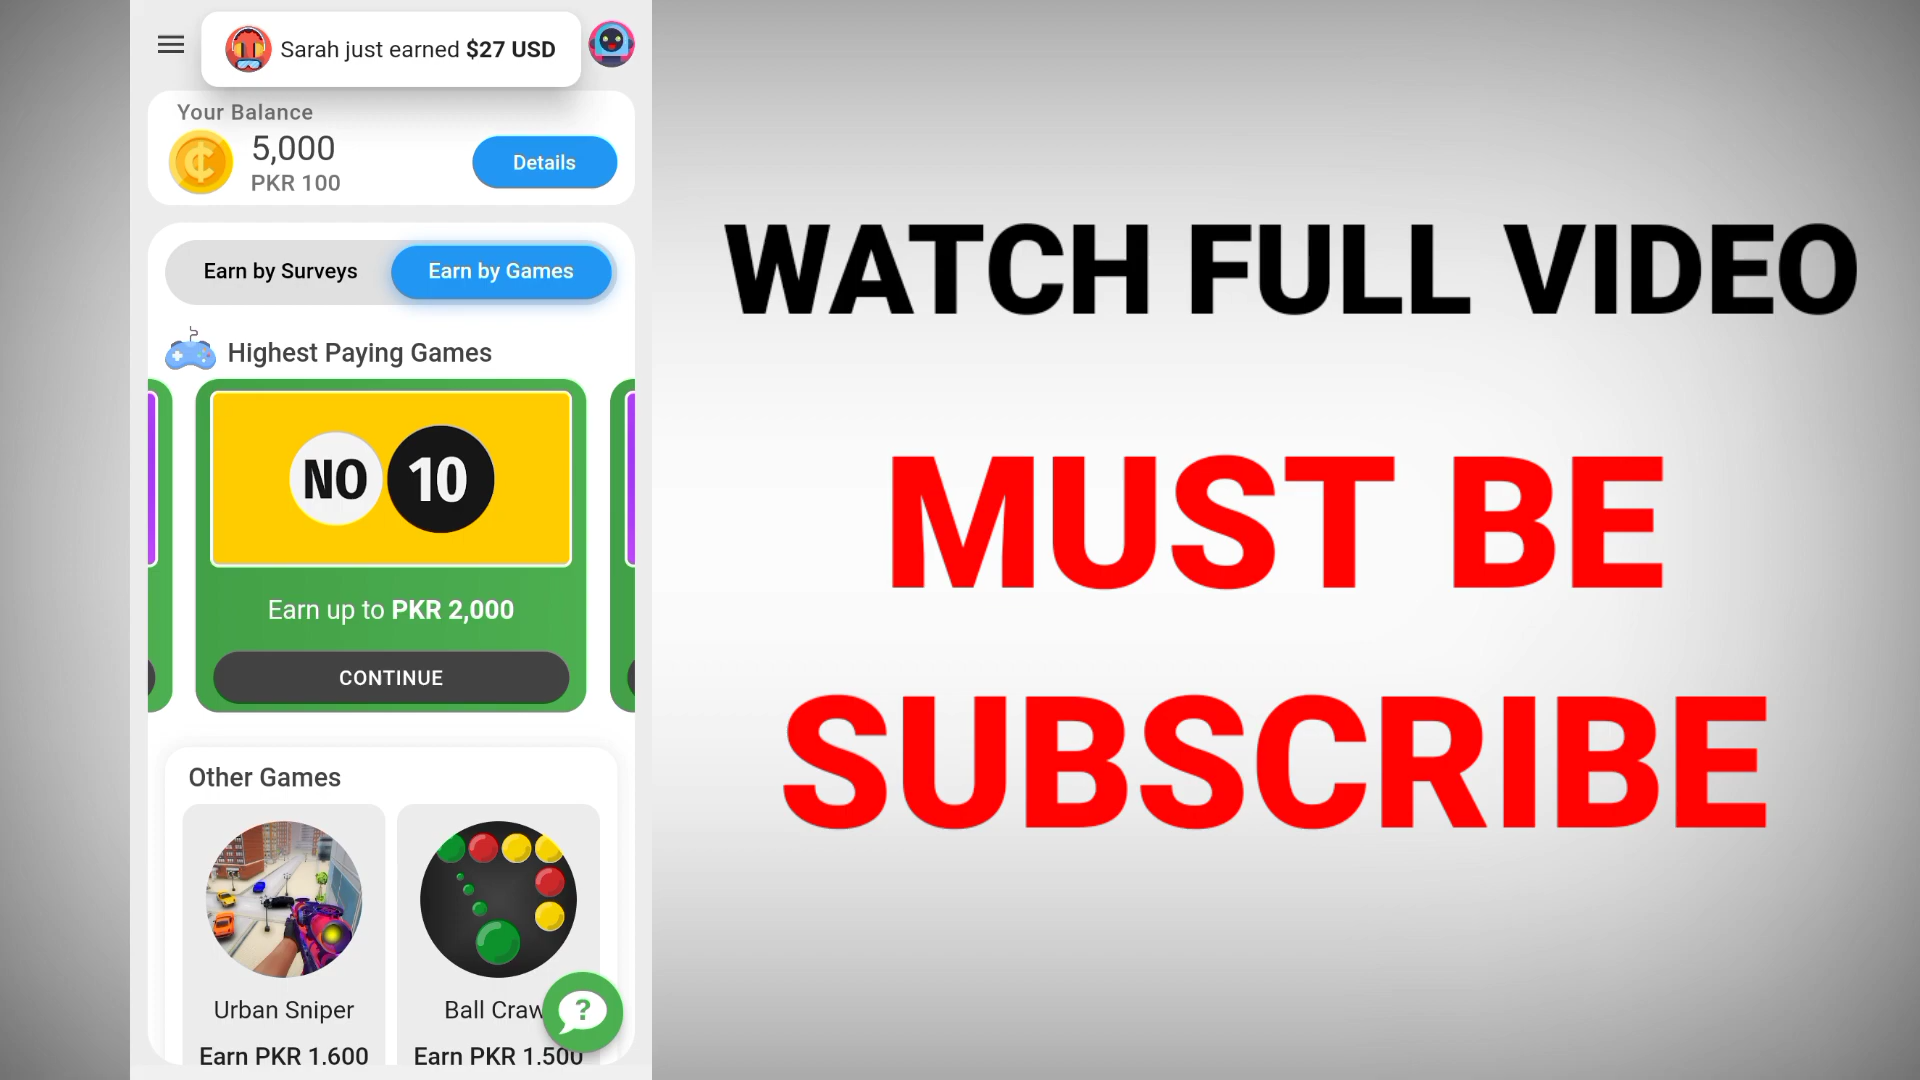 Sarah just earned $27 USD
Your Balance
5,000
PKR 100
Details
Earn by Surveys
Earn by Games
Highest Paying Games
NO 10
Earn up to PKR 2,000
CONTINUE
Other Games
Urban Sniper
Earn PKR 1,600
Ball Craw
Earn PKR 1,500
?
WATCH FULL VIDEO
MUST BE
SUBSCRIBE